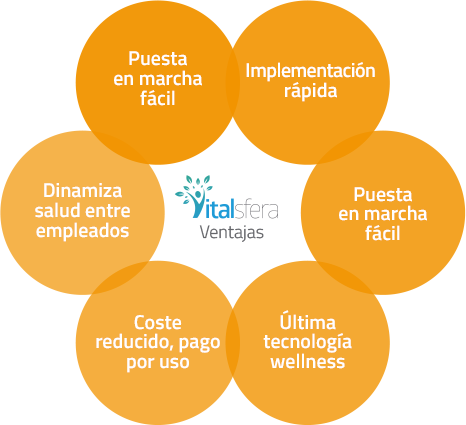 Puesta
en marcha
fácil
Implementación
rápida
Puesta
en marcha
fácil
Última
tecnología
wellness
Coste
reducido, pago
por uso
Dinamiza
salud entre
empleados
Vitalsfera
Ventajas